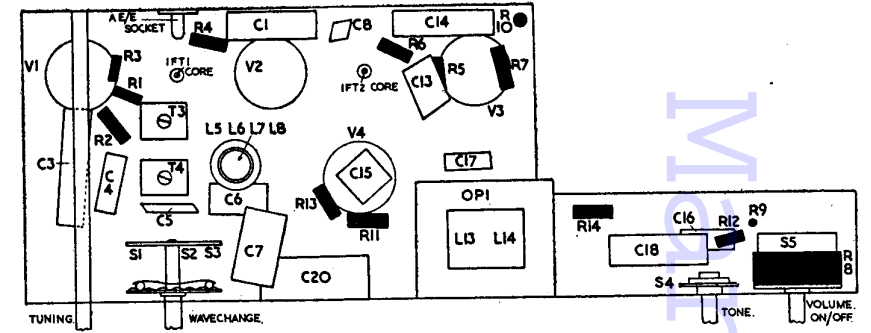 A E/E
SOCKET
R4
C1
C8
C14
R
10
V1
R3
IFT1
CORE
V2
R6
IFT2 CORE
C13
R5
R7
V3
R1
R2
T3
C3
C
4
T4
C5
L5 L6 L7 L8
C6
V4
C15
C17
R13
R11
OP1
L13 L14
R14
C16
R12
R9
C18
S5
R
8
S1 S2 S3
C7
C20
S4
TUNING.
WAVECHANGE.
TONE.
VOLUME.
ON/OFF.